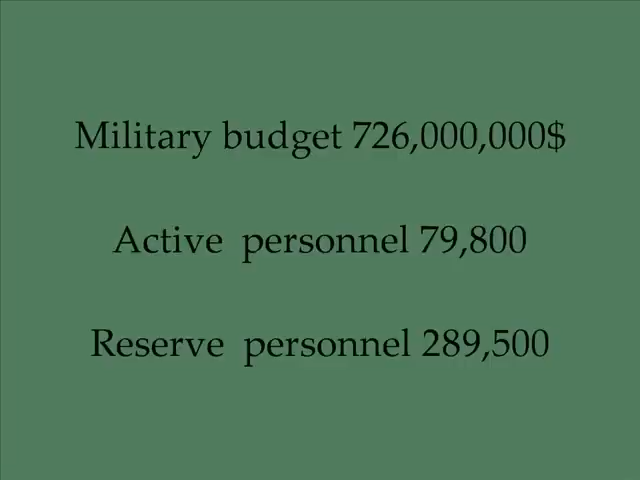 Military budget 726,000,000$
Active personnel 79,800
Reserve personnel 289,500